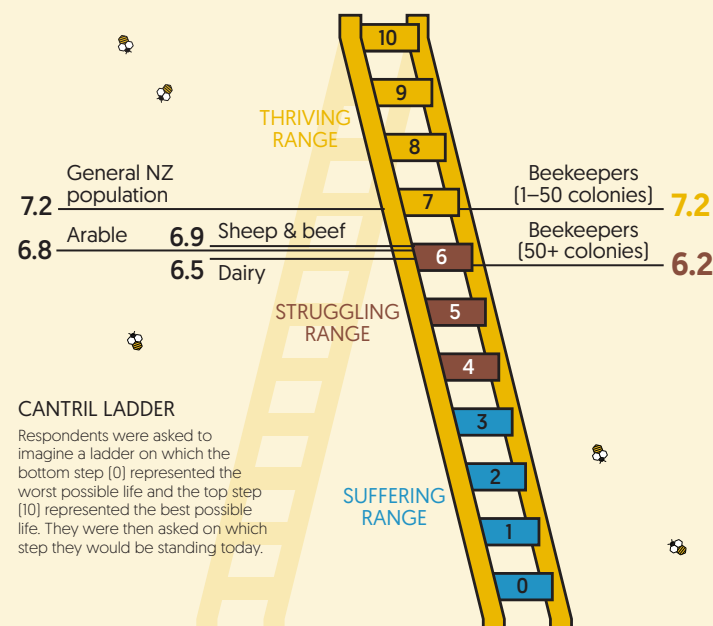 10
9
THRIVING
RANGE
8
7
General NZ
population
7.2
Beekeepers
(1–50 colonies)
7.2
6.8
Arable
6.9
Sheep & beef
6.5
Dairy
6
Beekeepers
(50+ colonies)
6.2
STRUGGLING
RANGE
5
4
CANTRIL LADDER
Respondents were asked to
imagine a ladder on which the
bottom step (0) represented the
worst possible life and the top step
(10) represented the best possible
life. They were then asked on which
step they would be standing today.
3
2
SUFFERING
RANGE
1
0